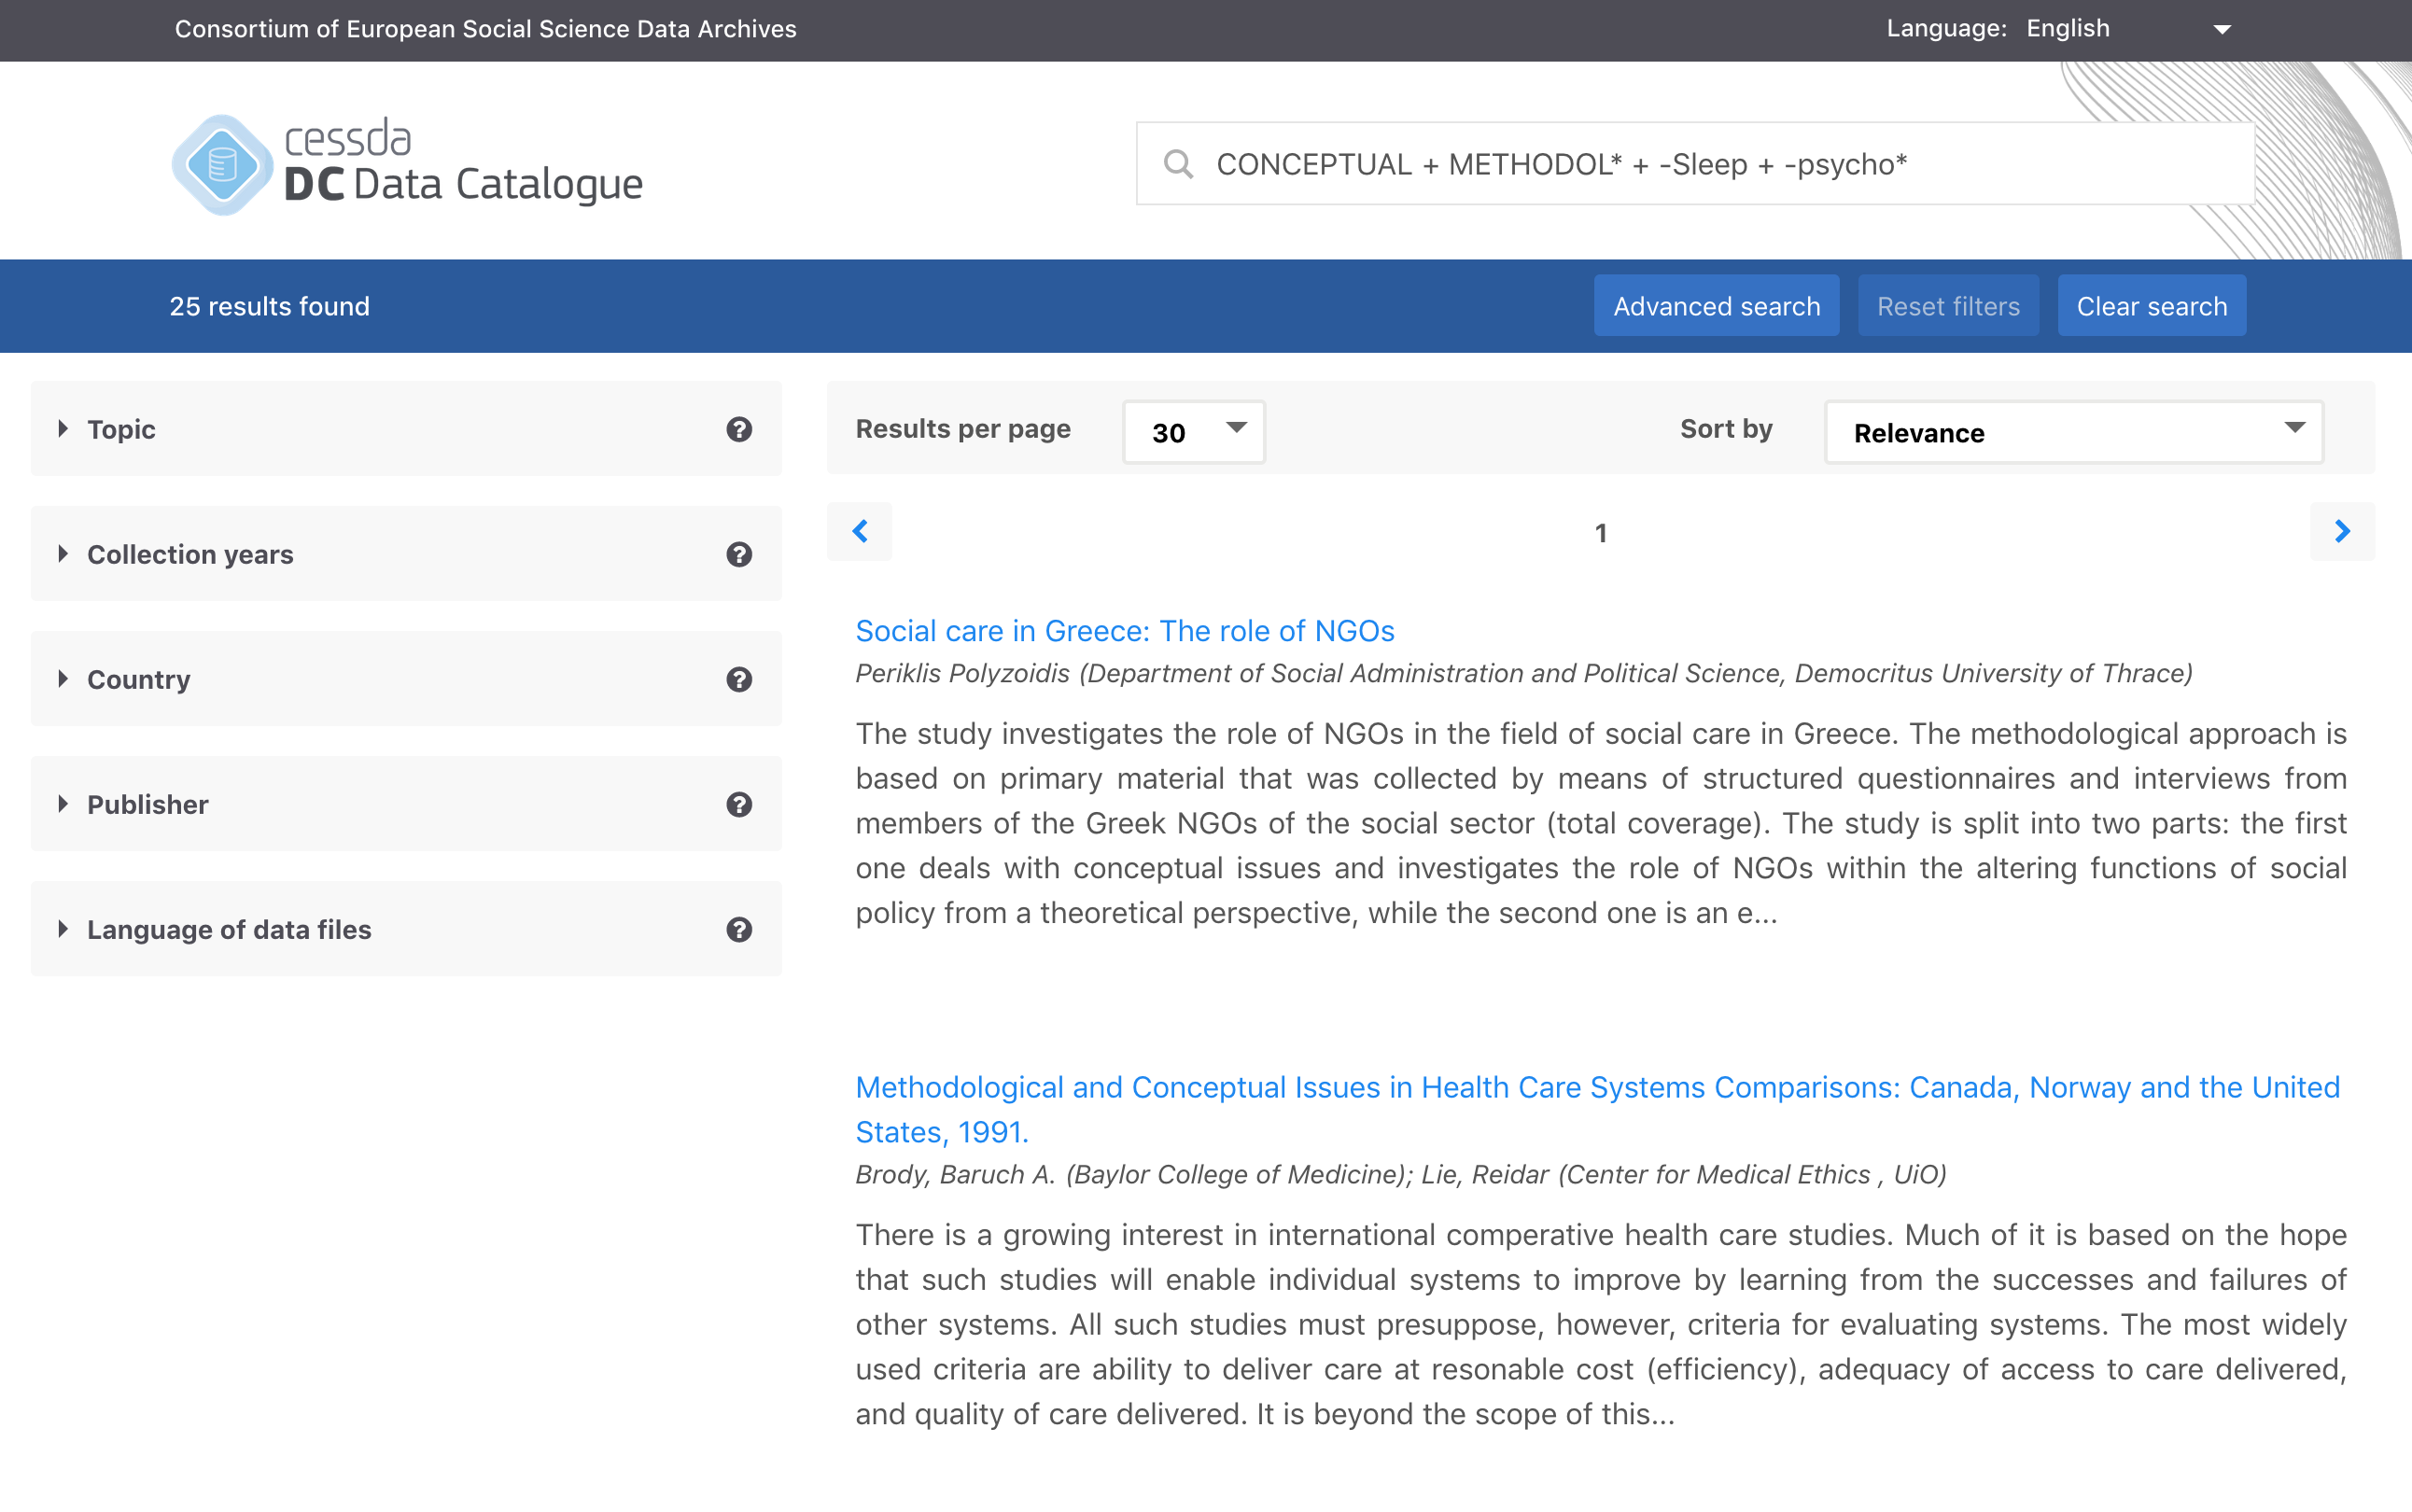 Consortium of European Social Science Data Archives
Language: English
cessda
DC Data Catalogue
CONCEPTUAL + METHODOL* + -Sleep + -psycho*
25 results found
Advanced search
Reset filters
Clear search
Topic
Collection years
Country
Publisher
Language of data files
Results per page 30
Sort by Relevance
1
Social care in Greece: The role of NGOs
Periklis Polyzoidis (Department of Social Administration and Political Science, Democritus University of Thrace)
The study investigates the role of NGOs in the field of social care in Greece. The methodological approach is
based on primary material that was collected by means of structured questionnaires and interviews from
members of the Greek NGOs of the social sector (total coverage). The study is split into two parts: the first
one deals with conceptual issues and investigates the role of NGOs within the altering functions of social
policy from a theoretical perspective, while the second one is an e...
Methodological and Conceptual Issues in Health Care Systems Comparisons: Canada, Norway and the United
States, 1991.
Brody, Baruch A. (Baylor College of Medicine); Lie, Reidar (Center for Medical Ethics , UiO)
There is a growing interest in international comperative health care studies. Much of it is based on the hope
that such studies will enable individual systems to improve by learning from the successes and failures of
other systems. All such studies must presuppose, however, criteria for evaluating systems. The most widely
used criteria are ability to deliver care at resonable cost (efficiency), adequacy of access to care delivered,
and quality of care delivered. It is beyond the scope of this...